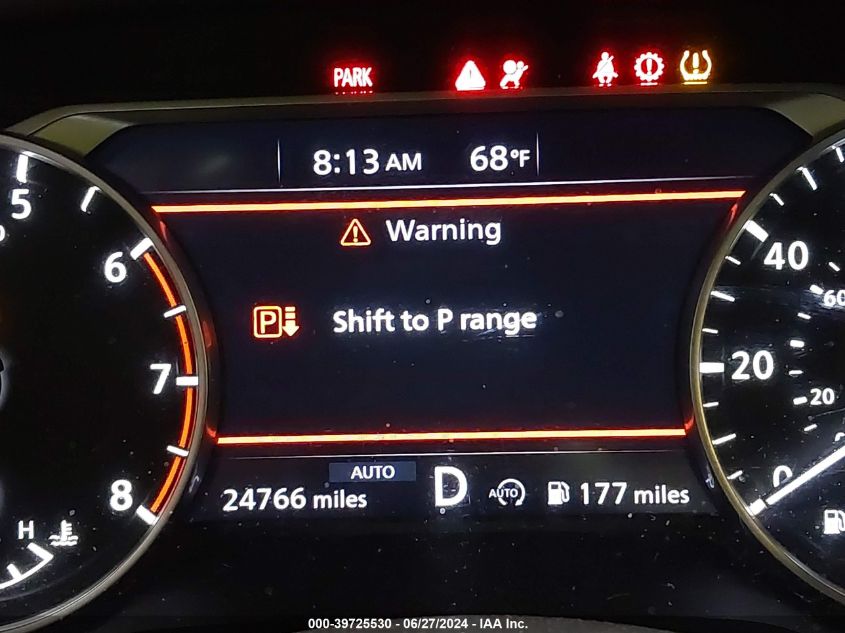 PARK
8:13 AM 68°F
Warning
5
6
7
8
H
P Shift to P range
40
60
20
20
0
AUTO
24766 miles D AUTO 177 miles
000-39725530 - 06/27/2024 - IAA Inc.